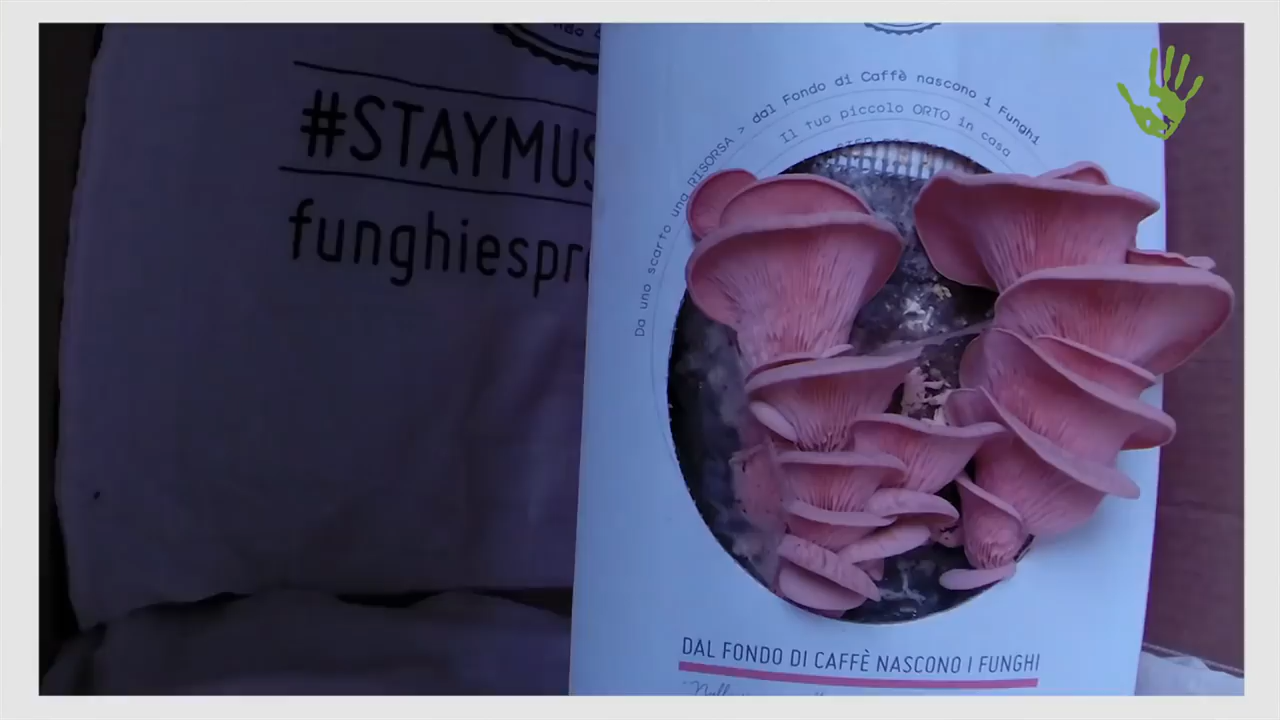 #STAYMUS
funghiespr
Da uno scarto una RISORSA > dal Fondo di Caffè nascono i Funghi
Il tuo piccolo ORTO in casa
DAL FONDO DI CAFFÈ NASCONO I FUNGHI